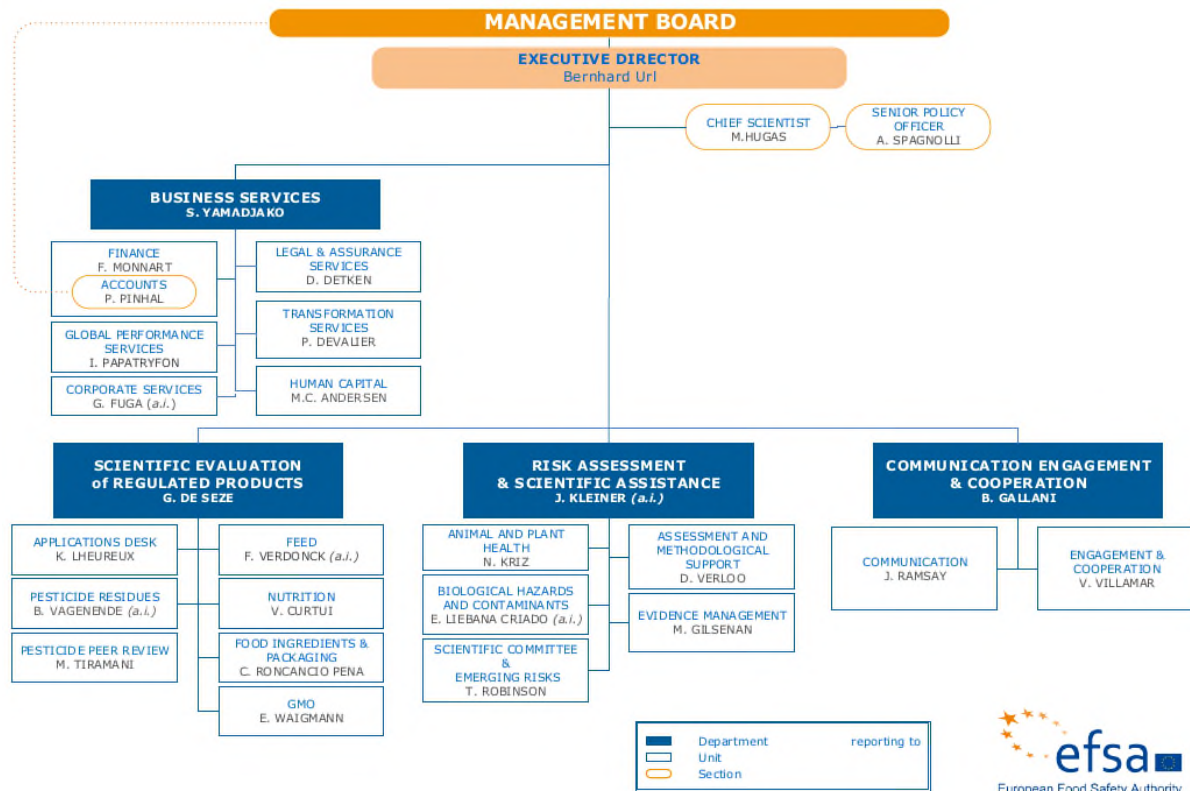 MANAGEMENT BOARD
EXECUTIVE DIRECTOR
Bernhard Url
CHIEF SCIENTIST
M.HUGAS
SENIOR POLICY
OFFICER
A. SPAGNOLLI
BUSINESS SERVICES
S. YAMADJAKO
FINANCE
F. MONNART
ACCOUNTS
P. PINHAL
LEGAL & ASSURANCE
SERVICES
D. DETKEN
GLOBAL PERFORMANCE
SERVICES
I. PAPATRYFON
TRANSFORMATION
SERVICES
P. DEVALIER
CORPORATE SERVICES
G. FUGA (a.i.)
HUMAN CAPITAL
M.C. ANDERSEN
SCIENTIFIC EVALUATION
of REGULATED PRODUCTS
G. DE SEZE
APPLICATIONS DESK
K. LHEUREUX
FEED
F. VERDONCK (a.i.)
PESTICIDE RESIDUES
B. VAGENENDE (a.i.)
NUTRITION
V. CURTUI
PESTICIDE PEER REVIEW
M. TIRAMANI
FOOD INGREDIENTS &
PACKAGING
C. RONCANCIO PENA
GMO
E. WAIGMANN
RISK ASSESSMENT
& SCIENTIFIC ASSISTANCE
J. KLEINER (a.i.)
ANIMAL AND PLANT
HEALTH
N. KRIZ
ASSESSMENT AND
METHODOLOGICAL
SUPPORT
D. VERLOO
BIOLOGICAL HAZARDS
AND CONTAMINANTS
E. LIEBANA CRIADO (a.i.)
EVIDENCE MANAGEMENT
M. GILSENAN
SCIENTIFIC COMMITTEE
&
EMERGING RISKS
T. ROBINSON
COMMUNICATION ENGAGEMENT
& COOPERATION
B. GALLANI
COMMUNICATION
J. RAMSAY
ENGAGEMENT &
COOPERATION
V. VILLAMAR
Department reporting to
Unit
Section
efsa
European Food Safety Authority